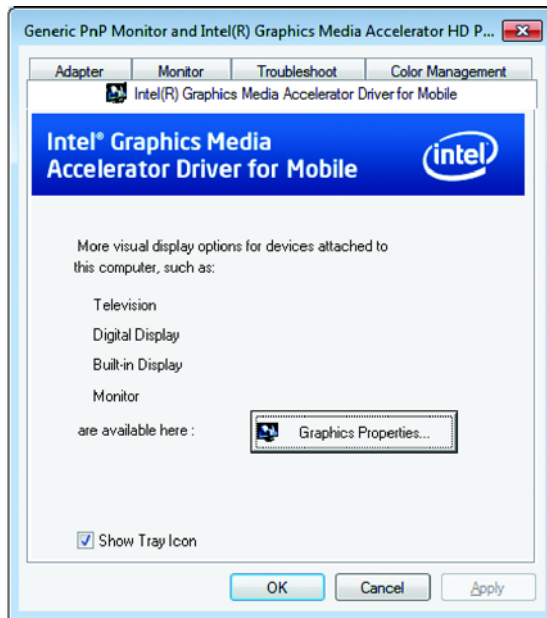 Generic PnP Monitor and Intel(R) Graphics Media Accelerator HD P...
Adapter
Monitor
Troubleshoot
Color Management
Intel(R) Graphics Media Accelerator Driver for Mobile
Intel® Graphics Media
Accelerator Driver for Mobile
intel
More visual display options for devices attached to
this computer, such as:
Television
Digital Display
Built-in Display
Monitor
are available here :
Graphics Properties...
Show Tray Icon
OK
Cancel
Apply